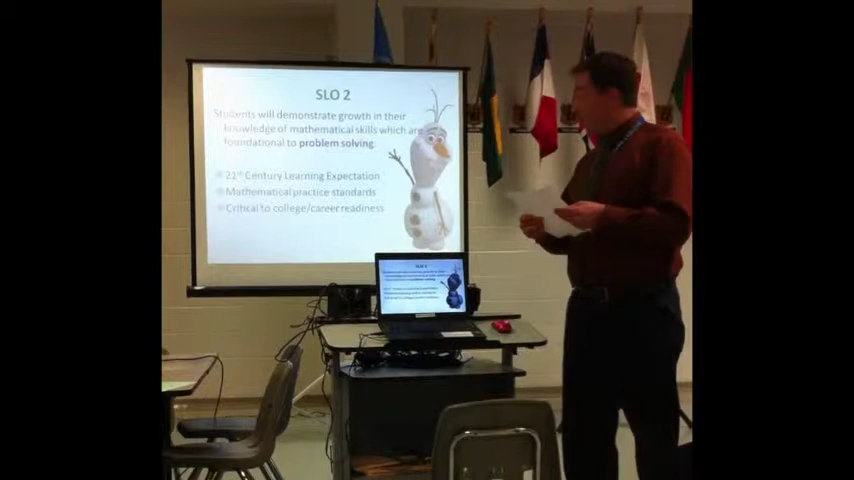 SLO 2
Students will demonstrate growth in their
knowledge of mathematical skills which are
foundational to problem solving.
21st Century Learning Expectation
Mathematical practice standards
Critical to college/career readiness